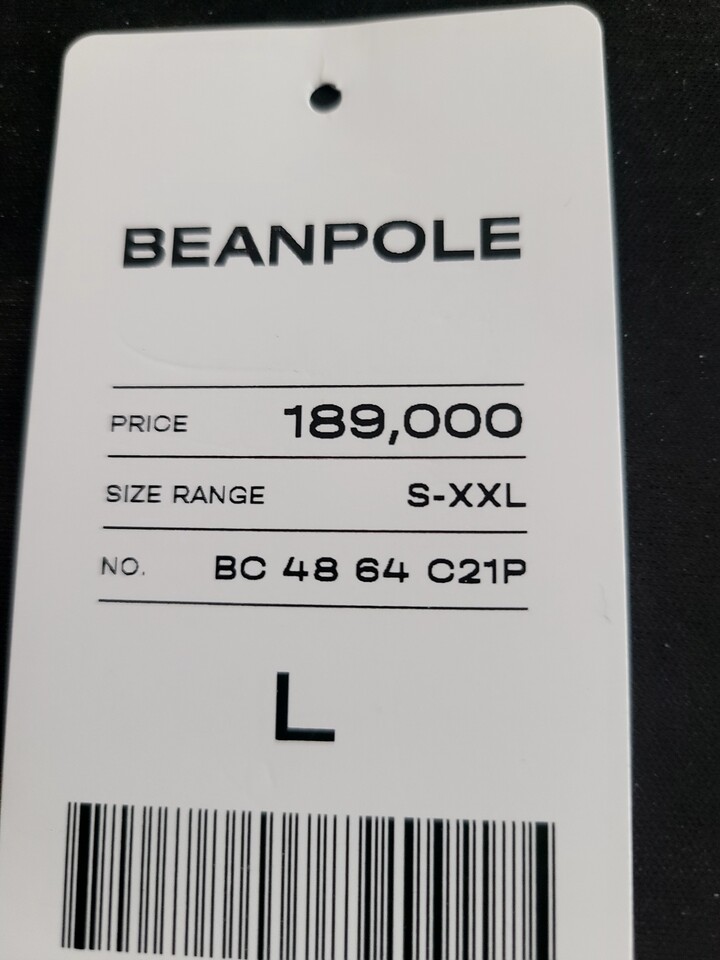 BEANPOLE
PRICE 189,000
SIZE RANGE S-XXL
NO. BC 48 64 C21P
L